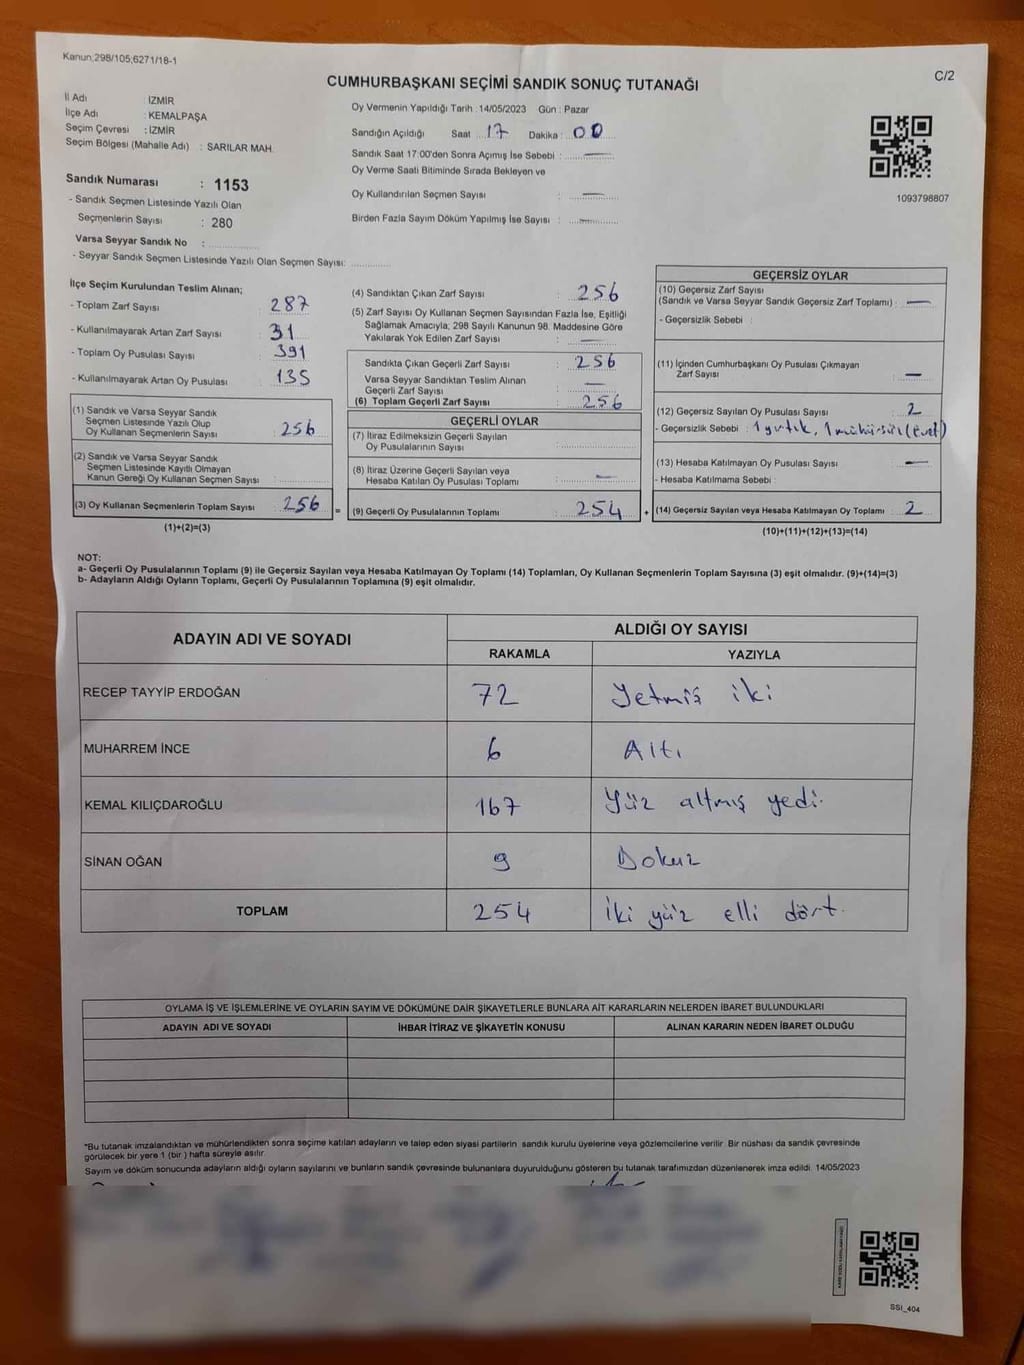 Kanun;298/105;6271/18-1
C/2
CUMHURBAŞKANI SEÇİMİ SANDIK SONUÇ TUTANAĞI
İl Adı : İZMİR
İlçe Adı : KEMALPAŞA
Seçim Çevresi : İZMİR
Seçim Bölgesi (Mahalle Adı) : SARILAR MAH.
Sandık Numarası : 1153
- Sandık Seçmen Listesinde Yazılı Olan
Seçmenlerin Sayısı : 280
Varsa Seyyar Sandık No :
- Seyyar Sandık Seçmen Listesinde Yazılı Olan Seçmen Sayısı:
Oy Vermenin Yapıldığı Tarih : 14/05/2023 Gün : Pazar
Sandığın Açıldığı Saat 17 Dakika : 00
Sandık Saat 17:00'den Sonra Açımış İse Sebebi :
Oy Verme Saati Bitiminde Sırada Bekleyen ve
Oy Kullandırılan Seçmen Sayısı :
Birden Fazla Sayım Döküm Yapılmış İse Sayısı :
1093798807
İlçe Seçim Kurulundan Teslim Alınan;
- Toplam Zarf Sayısı : 287
- Kullanılmayarak Artan Zarf Sayısı : 31
- Toplam Oy Pusulası Sayısı : 391
- Kullanılmayarak Artan Oy Pusulası : 135
(1) Sandık ve Varsa Seyyar Sandık
Seçmen Listesinde Yazılı Olup
Oy Kullanan Seçmenlerin Sayısı : 256
(2) Sandık ve Varsa Seyyar Sandık
Seçmen Listesinde Kayıtlı Olmayan
Kanun Gereği Oy Kullanan Seçmen Sayısı :
(3) Oy Kullanan Seçmenlerin Toplam Sayısı : 256 =
(1)+(2)=(3)
(4) Sandıktan Çıkan Zarf Sayısı : 256
(5) Zarf Sayısı Oy Kullanan Seçmen Sayısından Fazla İse, Eşitliği
Sağlamak Amacıyla; 298 Sayılı Kanunun 98. Maddesine Göre
Yakılarak Yok Edilen Zarf Sayısı :
Sandıkta Çıkan Geçerli Zarf Sayısı : 256
Varsa Seyyar Sandıktan Teslim Alınan
Geçerli Zarf Sayısı :
(6) Toplam Geçerli Zarf Sayısı : 256
GEÇERLİ OYLAR
(7) İtiraz Edilmeksizin Geçerli Sayılan
Oy Pusulalarının Sayısı :
(8) İtiraz Üzerine Geçerli Sayılan veya
Hesaba Katılan Oy Pusulası Toplamı :
(9) Geçerli Oy Pusulalarının Toplamı : 254 +
GEÇERSİZ OYLAR
(10) Geçersiz Zarf Sayısı
(Sandık ve Varsa Seyyar Sandık Geçersiz Zarf Toplamı) :
- Geçersizlik Sebebi :
(11) İçinden Cumhurbaşkanı Oy Pusulası Çıkmayan
Zarf Sayısı :
(12) Geçersiz Sayılan Oy Pusulası Sayısı : 2
- Geçersizlik Sebebi : 1 yırtık, 1 mühürsüz (Evet)
(13) Hesaba Katılmayan Oy Pusulası Sayısı :
- Hesaba Katılmama Sebebi :
(14) Geçersiz Sayılan veya Hesaba Katılmayan Oy Toplamı : 2
(10)+(11)+(12)+(13)=(14)
NOT:
a- Geçerli Oy Pusulalarının Toplamı (9) ile Geçersiz Sayılan veya Hesaba Katılmayan Oy Toplamı (14) Toplamları, Oy Kullanan Seçmenlerin Toplam Sayısına (3) eşit olmalıdır. (9)+(14)=(3)
b- Adayların Aldığı Oyların Toplamı, Geçerli Oy Pusulalarının Toplamına (9) eşit olmalıdır.
ADAYIN ADI VE SOYADI ALDIĞI OY SAYISI
RAKAMLA YAZIYLA
RECEP TAYYİP ERDOĞAN 72 Yetmiş iki
MUHARREM İNCE 6 Altı
KEMAL KILIÇDAROĞLU 167 Yüz altmış yedi.
SİNAN OĞAN 9 Dokuz
TOPLAM 254 İki yüz elli dört.
OYLAMA İŞ VE İŞLEMLERİNE VE OYLARIN SAYIM VE DÖKÜMÜNE DAİR ŞİKAYETLERLE BUNLARA AİT KARARLARIN NELERDEN İBARET BULUNDUKLARI
ADAYIN ADI VE SOYADI İHBAR İTİRAZ VE ŞİKAYETİN KONUSU ALINAN KARARIN NEDEN İBARET OLDUĞU
*Bu tutanak imzalandıktan ve mühürlendikten sonra seçime katılan adayların ve talep eden siyasi partilerin sandık kurulu üyelerine veya gözlemcilerine verilir. Bir nüshası da sandık çevresinde
görülecek bir yere 1 (bir ) hafta süreyle asılır.
Sayım ve döküm sonucunda adayların aldığı oyların sayılarını ve bunların sandık çevresinde bulunanlara duyurulduğunu gösteren bu tutanak tarafımızdan düzenlenerek imza edildi. 14/05/2023
SSI_404